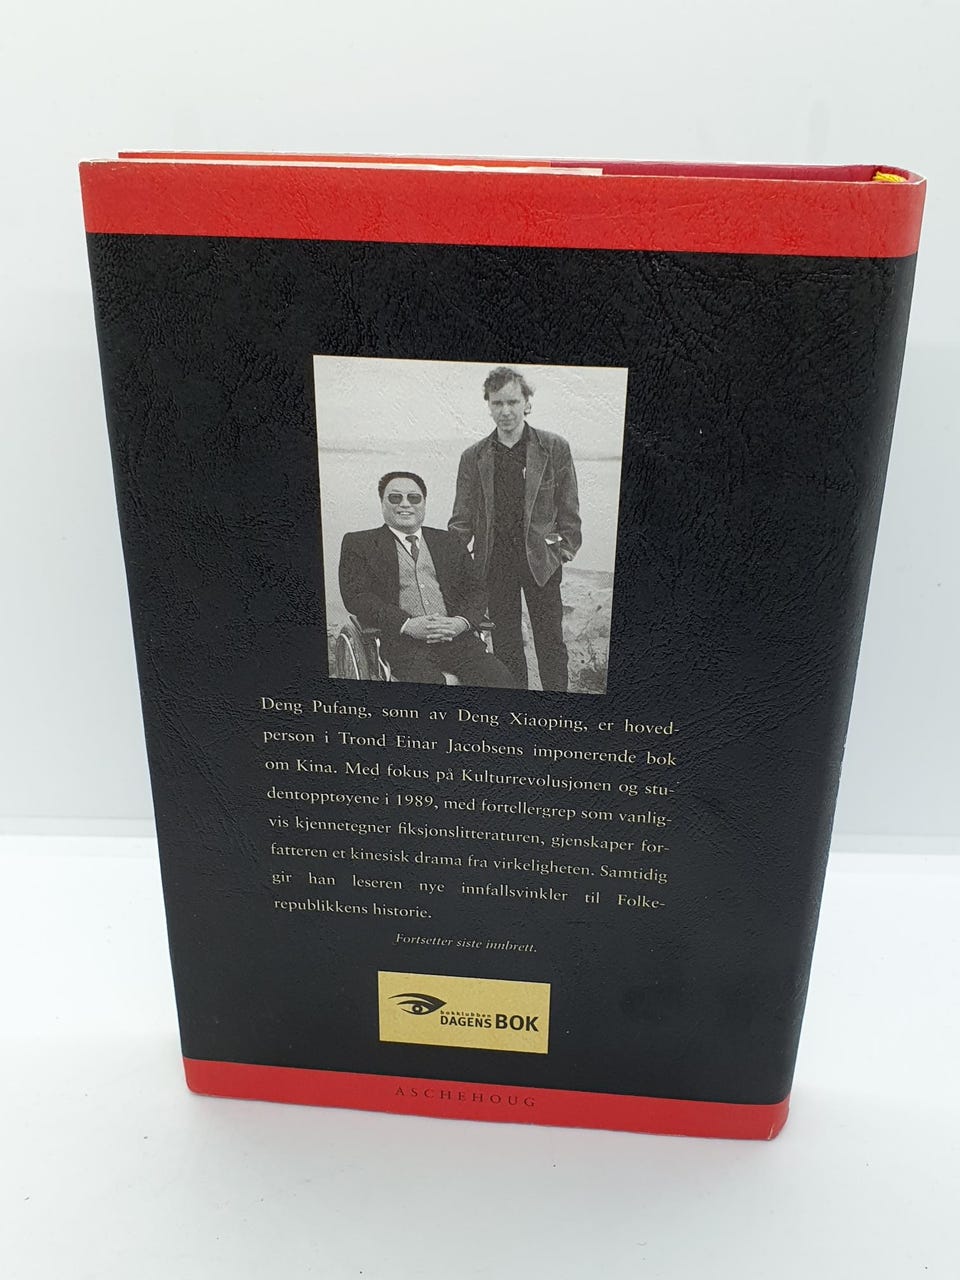 Deng Pufang, sønn av Deng Xiaoping, er hoved-
person i Trond Einar Jacobsens imponerende bok
om Kina. Med fokus på Kulturrevolusjonen og stu-
dentopptøyene i 1989, med fortellergrep som vanlig-
vis kjennetegner fiksjonslitteraturen, gjenskaper for-
fatteren et kinesisk drama fra virkeligheten. Samtidig
gir han leseren nye innfallsvinkler til Folke-
republikkens historie.
Fortsetter siste innbrett.
bokklubben
DAGENS BOK
ASCHEHOUG